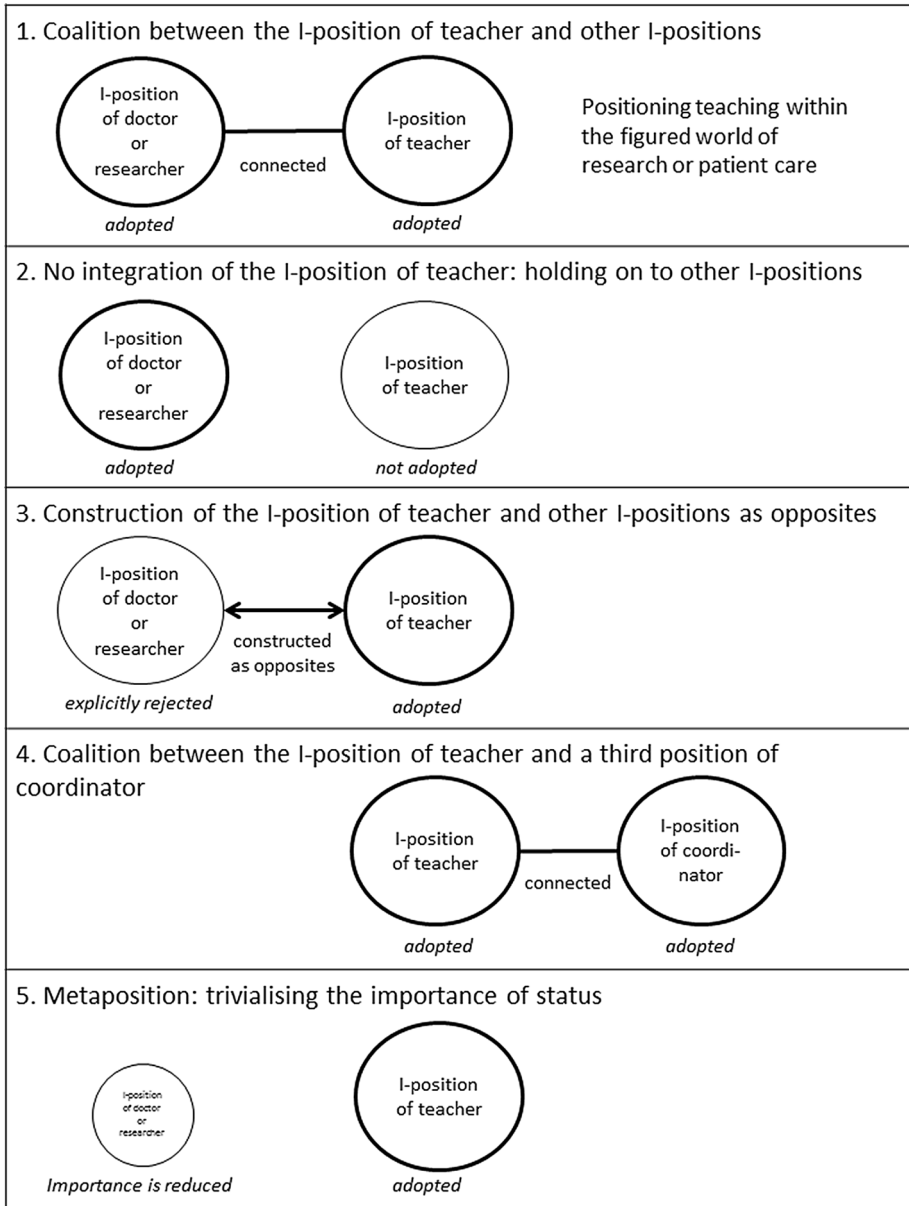 1. Coalition between the I-position of teacher and other I-positions
I-position
of doctor
or
researcher
adopted
connected
I-position
of teacher
adopted
Positioning teaching within
the figured world of
research or patient care
2. No integration of the I-position of teacher: holding on to other I-positions
I-position
of doctor
or
researcher
adopted
I-position
of teacher
not adopted
3. Construction of the I-position of teacher and other I-positions as opposites
I-position
of doctor
or
researcher
explicitly rejected
constructed
as opposites
I-position
of teacher
adopted
4. Coalition between the I-position of teacher and a third position of
coordinator
I-position
of teacher
adopted
connected
I-position
of coordi-
nator
adopted
5. Metaposition: trivialising the importance of status
I-position
of doctor
or
researcher
Importance is reduced
I-position
of teacher
adopted